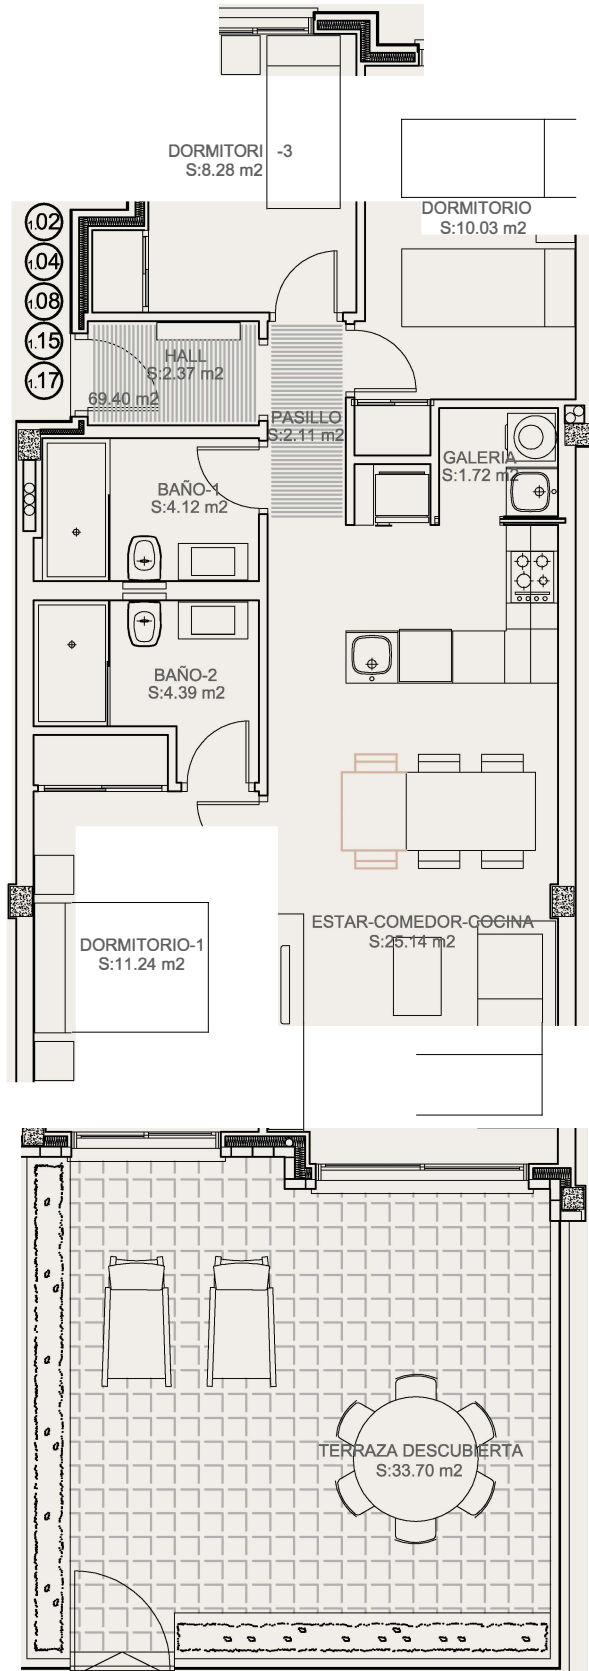 DORMITORI -3
S:8.28 m2
DORMITORIO
S:10.03 m2
1.02
1.04
1.08
1.15
1.17
HALL
S:2.37 m2
69.40 m2
PASILLO
S:2.11 m2
GALERIA
S:1.72 m2
BAÑO-1
S:4.12 m2
BAÑO-2
S:4.39 m2
ESTAR-COMEDOR-COCINA
S:25.14 m2
DORMITORIO-1
S:11.24 m2
TERRAZA DESCUBIERTA
S:33.70 m2